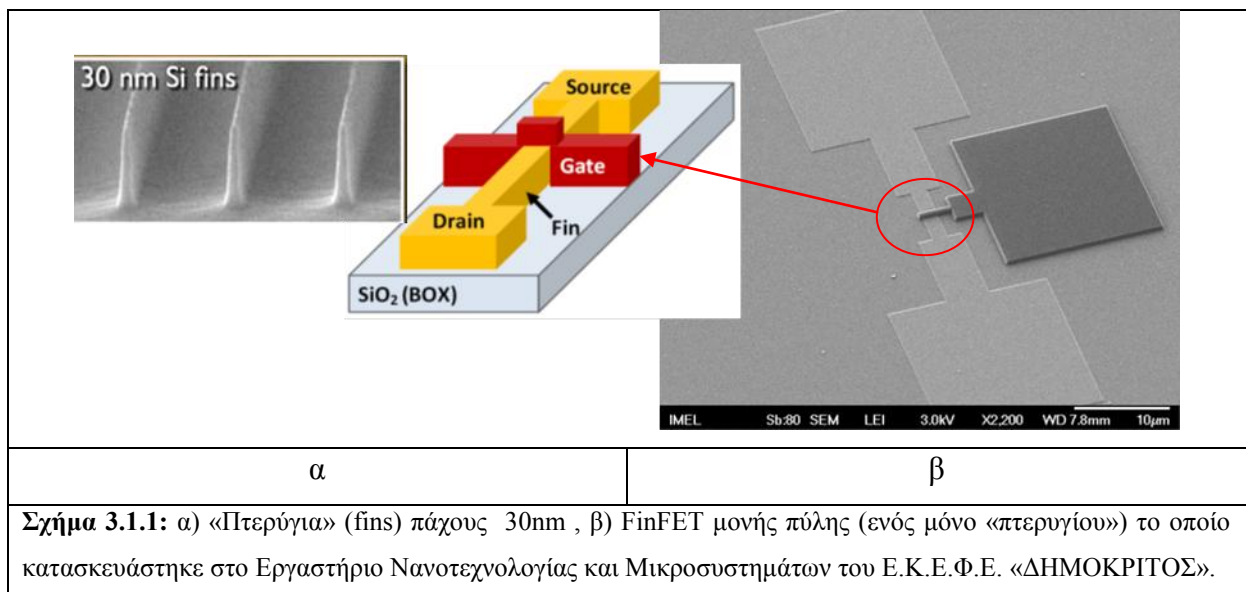 30 nm Si fins
Source
Gate
Drain
Fin
SiO₂ (BOX)
IMEL Sb:80 SEM LEI 3.0kV X2,200 WD 7.8mm 10µm
α
β
Σχήμα 3.1.1: α) «Πτερύγια» (fins) πάχους 30nm , β) FinFET μονής πύλης (ενός μόνο «πτερυγίου») το οποίο
κατασκευάστηκε στο Εργαστήριο Νανοτεχνολογίας και Μικροσυστημάτων του Ε.Κ.Ε.Φ.Ε. «ΔΗΜΟΚΡΙΤΟΣ».